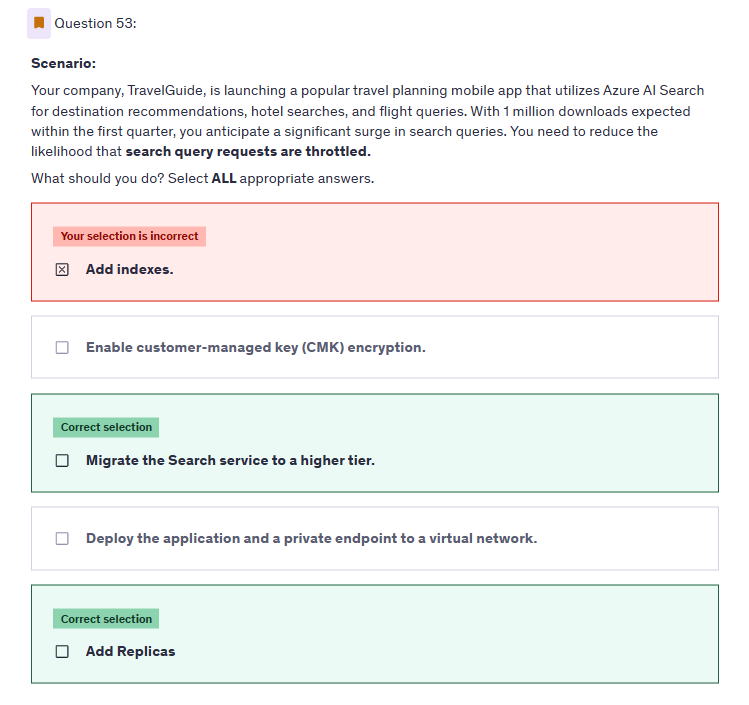 Question 53:
Scenario:
Your company, TravelGuide, is launching a popular travel planning mobile app that utilizes Azure AI Search
for destination recommendations, hotel searches, and flight queries. With 1 million downloads expected
within the first quarter, you anticipate a significant surge in search queries. You need to reduce the
likelihood that search query requests are throttled.
What should you do? Select ALL appropriate answers.
Your selection is incorrect
Add indexes.
Enable customer-managed key (CMK) encryption.
Correct selection
Migrate the Search service to a higher tier.
Deploy the application and a private endpoint to a virtual network.
Correct selection
Add Replicas